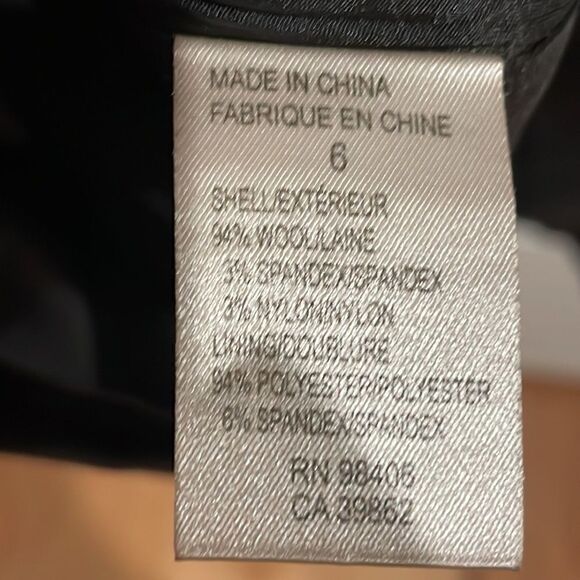 MADE IN CHINA
FABRIQUE EN CHINE
6
SHELL/EXTÉRIEUR
94% WOOL/LAINE
3% SPANDEX/SPANDEX
3% NYLON/NYLON
LINING/DOUBLURE
94% POLYESTER/POLYESTER
6% SPANDEX/SPANDEX
RN 98406
CA 39862